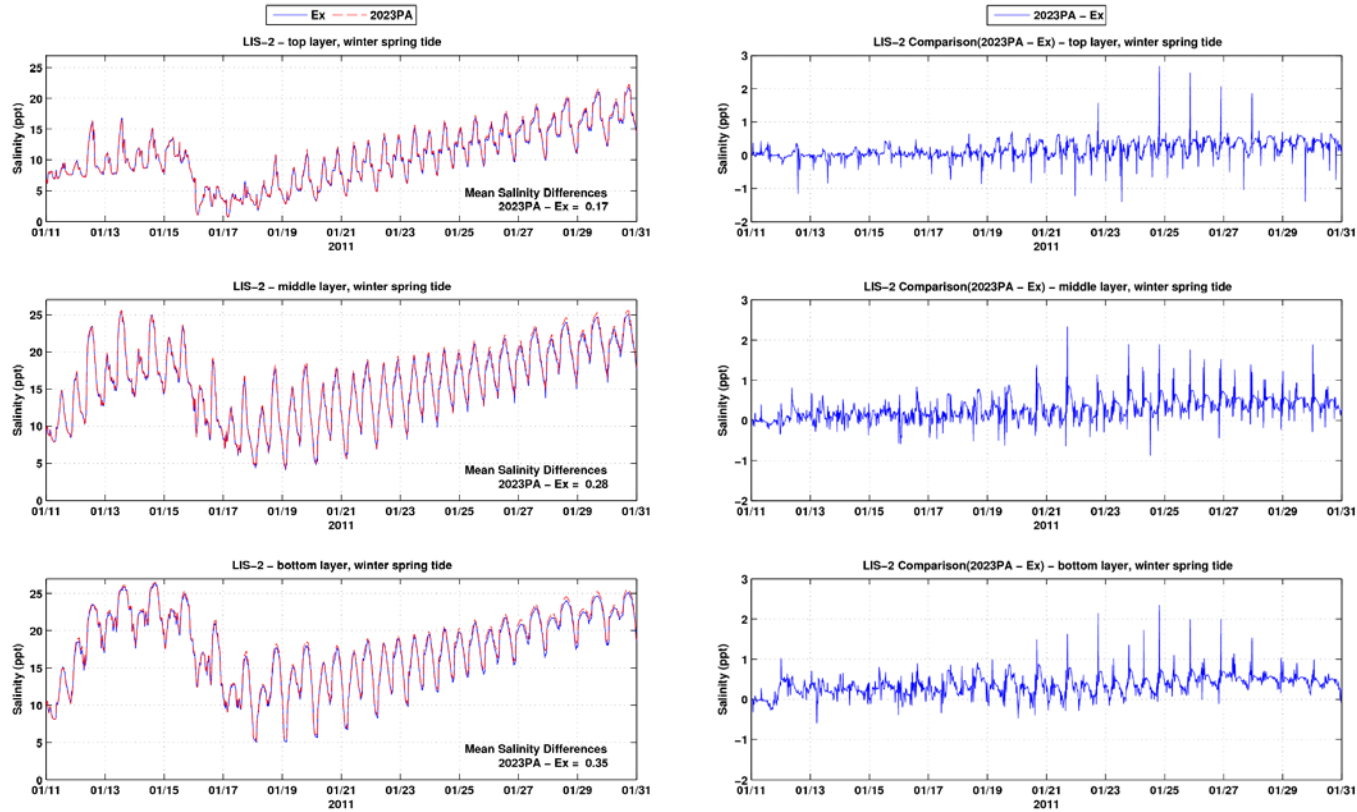 Ex 2023PA
LIS−2 − top layer, winter spring tide
Salinity (ppt)
25
20
15
10
5
0
Mean Salinity Differences
2023PA − Ex = 0.17
01/11 01/13 01/15 01/17 01/19 01/21 01/23 01/25 01/27 01/29 01/31
2011
2023PA − Ex
LIS−2 Comparison(2023PA − Ex) − top layer, winter spring tide
Salinity (ppt)
3
2
1
0
−1
−2
01/11 01/13 01/15 01/17 01/19 01/21 01/23 01/25 01/27 01/29 01/31
2011
LIS−2 − middle layer, winter spring tide
Salinity (ppt)
25
20
15
10
5
0
Mean Salinity Differences
2023PA − Ex = 0.28
01/11 01/13 01/15 01/17 01/19 01/21 01/23 01/25 01/27 01/29 01/31
2011
LIS−2 Comparison(2023PA − Ex) − middle layer, winter spring tide
Salinity (ppt)
3
2
1
0
−1
−2
01/11 01/13 01/15 01/17 01/19 01/21 01/23 01/25 01/27 01/29 01/31
2011
LIS−2 − bottom layer, winter spring tide
Salinity (ppt)
25
20
15
10
5
0
Mean Salinity Differences
2023PA − Ex = 0.35
01/11 01/13 01/15 01/17 01/19 01/21 01/23 01/25 01/27 01/29 01/31
2011
LIS−2 Comparison(2023PA − Ex) − bottom layer, winter spring tide
Salinity (ppt)
3
2
1
0
−1
−2
01/11 01/13 01/15 01/17 01/19 01/21 01/23 01/25 01/27 01/29 01/31
2011